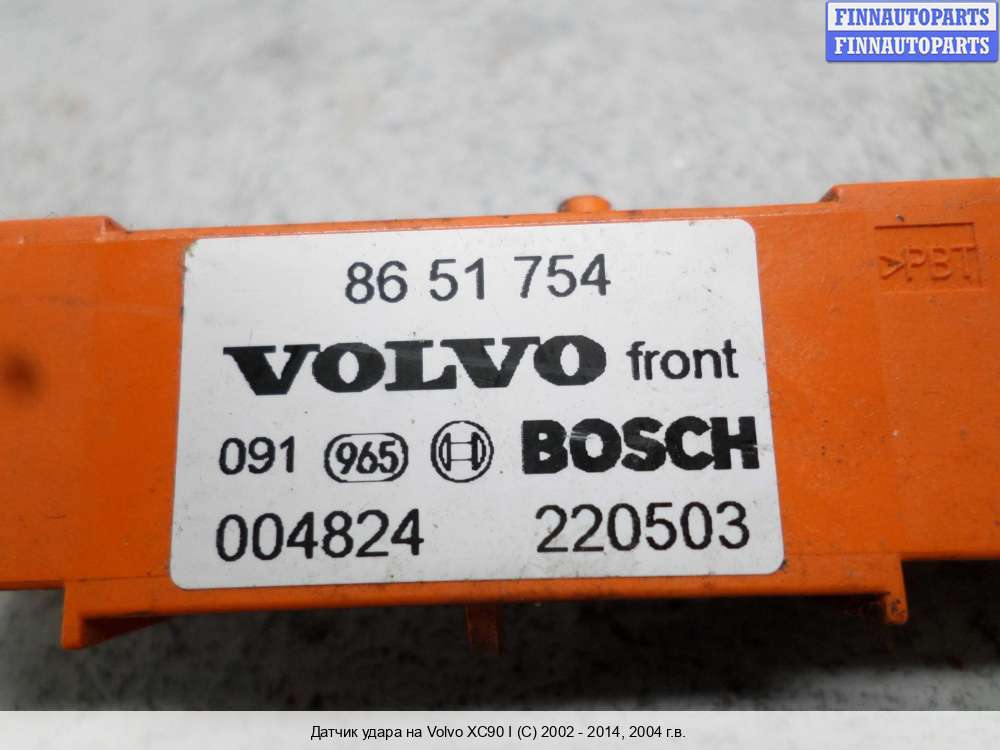 FINNAUTOPARTS
FINNAUTOPARTS
86 51 754
>PBT
VOLVO front
091 965 BOSCH
004824 220503
Датчик удара на Volvo XC90 I (C) 2002 - 2014, 2004 г.в.